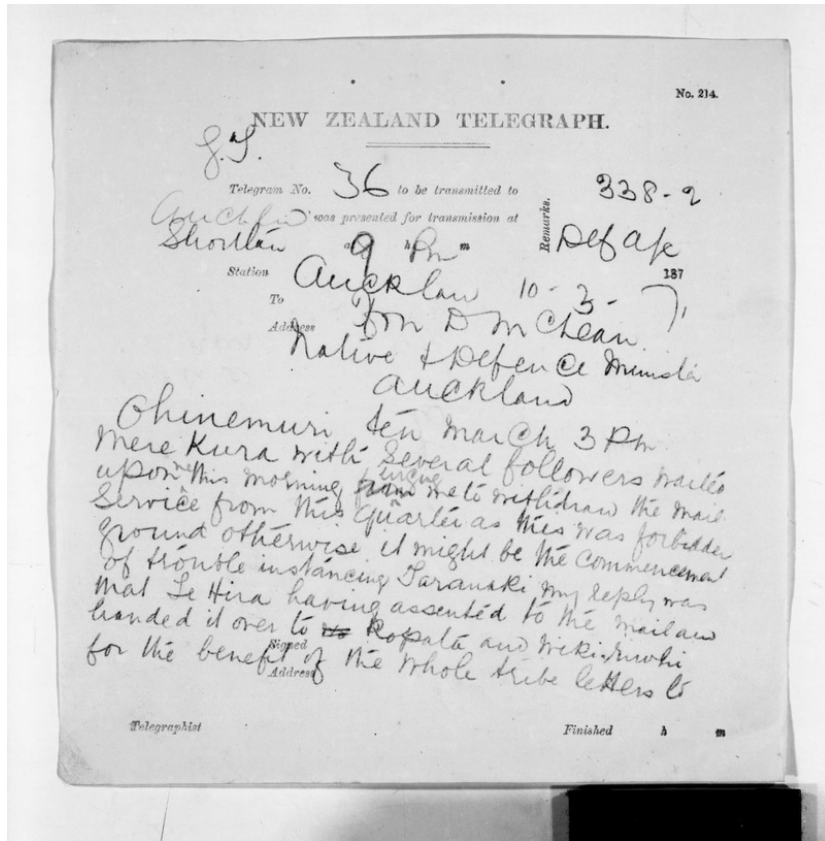 No. 214.
NEW ZEALAND TELEGRAPH.
Telegram No. 36 to be transmitted to
338-2
was presented for transmission at
Remarks.
at 9 h Pm m
Station Auckland 10-3- 1871
To Hon D McLean
Address
Native & Defence Minister
Auckland
Ohinemuri ten March 3 Pm
Mere Kura with several followers waited
upon me this morning urging me to withdraw the mail
service from this quarter as this was forbidden
ground otherwise it might be the commencement
of trouble instancing Taranaki my reply was
that Te Hira having assented to the mail and
handed it over to Ropata and
for the benefit of the whole tribe letters to
Signed
Address
Telegraphist
Finished h m